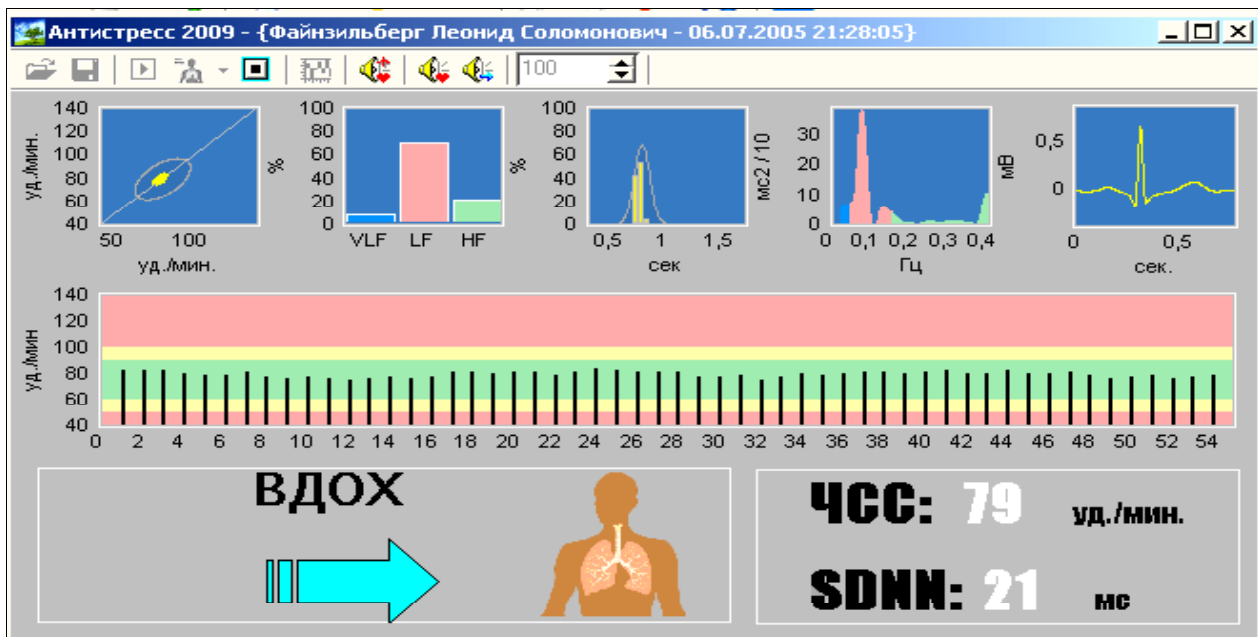 Антистресс 2009 - {Файнзильберг Леонид Соломонович - 06.07.2005 21:28:05}
100
уд./мин.
140
120
100
80
60
40
50 100
уд./мин.
%
100
80
60
40
20
0
VLF LF HF
%
100
80
60
40
20
0
0,5 1 1,5
сек
мс2 / 10
30
20
10
0
0 0,1 0,2 0,3 0,4
Гц
мВ
0,5
0
0 0,5
сек.
уд./мин
140
120
100
80
60
40
0 2 4 6 8 10 12 14 16 18 20 22 24 26 28 30 32 34 36 38 40 42 44 46 48 50 52 54
ВДОХ
ЧСС: 79 уд./мин.
SDNN: 21 мс